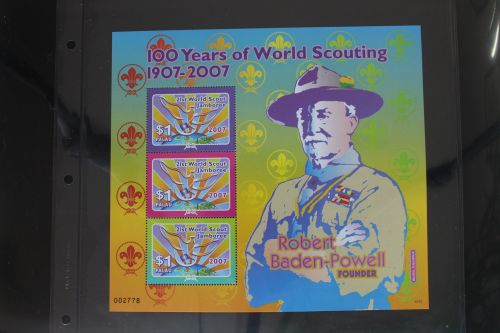 100 Years of World Scouting
1907-2007
21st World Scout
Jamboree
$1
2007
PALAU
21st World Scout
Jamboree
$1
2007
PALAU
21st World Scout
Jamboree
$1
2007
PALAU
Robert
Baden-Powell
FOUNDER
002778